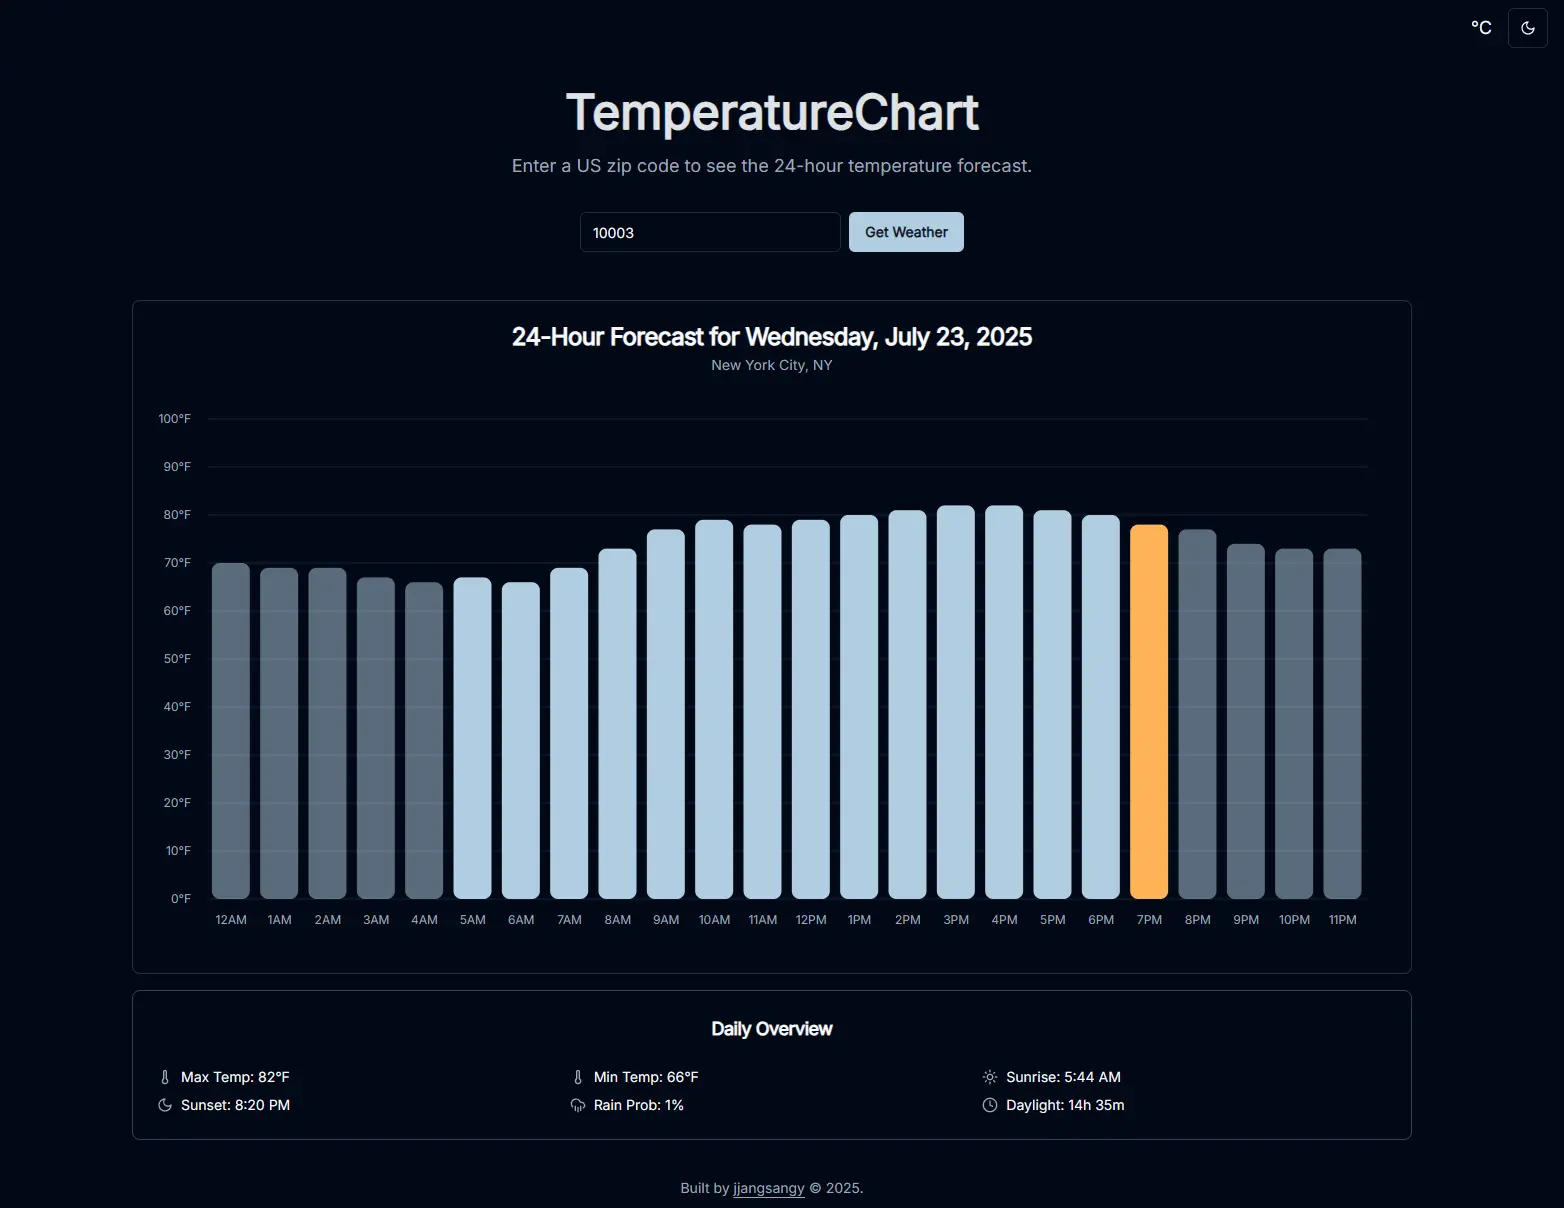 °C
TemperatureChart
Enter a US zip code to see the 24-hour temperature forecast.
10003 Get Weather
24-Hour Forecast for Wednesday, July 23, 2025
New York City, NY
100°F
90°F
80°F
70°F
60°F
50°F
40°F
30°F
20°F
10°F
0°F
12AM 1AM 2AM 3AM 4AM 5AM 6AM 7AM 8AM 9AM 10AM 11AM 12PM 1PM 2PM 3PM 4PM 5PM 6PM 7PM 8PM 9PM 10PM 11PM
Daily Overview
Max Temp: 82°F Min Temp: 66°F Sunrise: 5:44 AM
Sunset: 8:20 PM Rain Prob: 1% Daylight: 14h 35m
Built by jjangsangy © 2025.